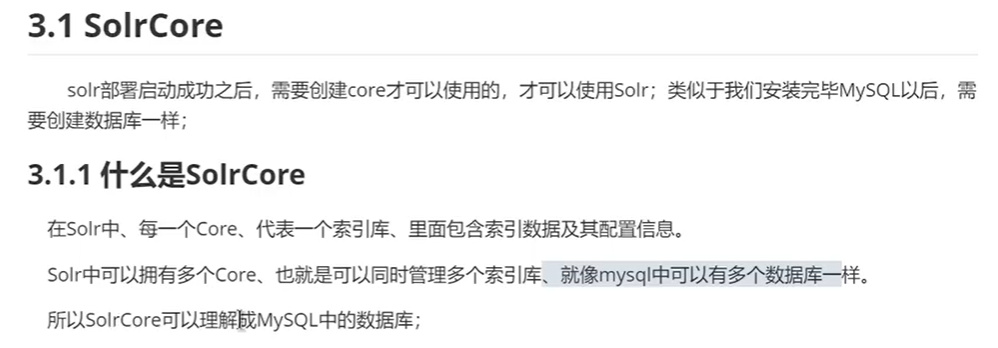 3.1 SolrCore
solr部署启动成功之后，需要创建core才可以使用的，才可以使用Solr；类似于我们安装完毕MySQL以后，需
要创建数据库一样；
3.1.1 什么是SolrCore
在Solr中、每一个Core、代表一个索引库、里面包含索引数据及其配置信息。
Solr中可以拥有多个Core、也就是可以同时管理多个索引库、就像mysql中可以有多个数据库一样。
所以SolrCore可以理解成MySQL中的数据库；